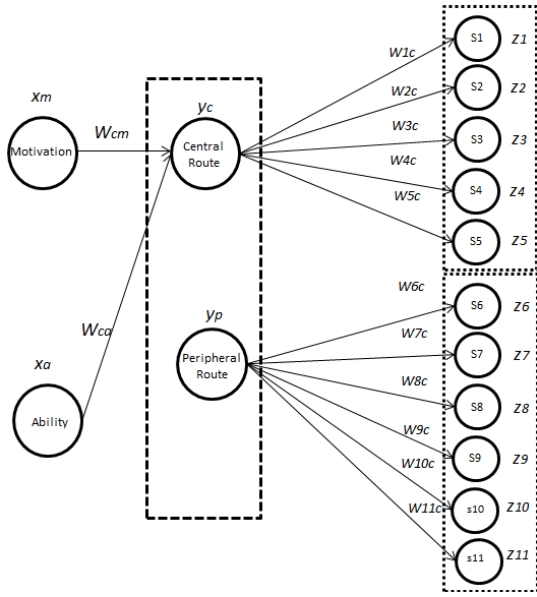 xm
Motivation
Wcm
Wca
xa
Ability
yc
Central
Route
yp
Peripheral
Route
W1c
W2c
W3c
W4c
W5c
W6c
W7c
W8c
W9c
W10c
W11c
S1 Z1
S2 Z2
S3 Z3
S4 Z4
S5 Z5
S6 Z6
S7 Z7
S8 Z8
S9 Z9
s10 Z10
s11 Z11